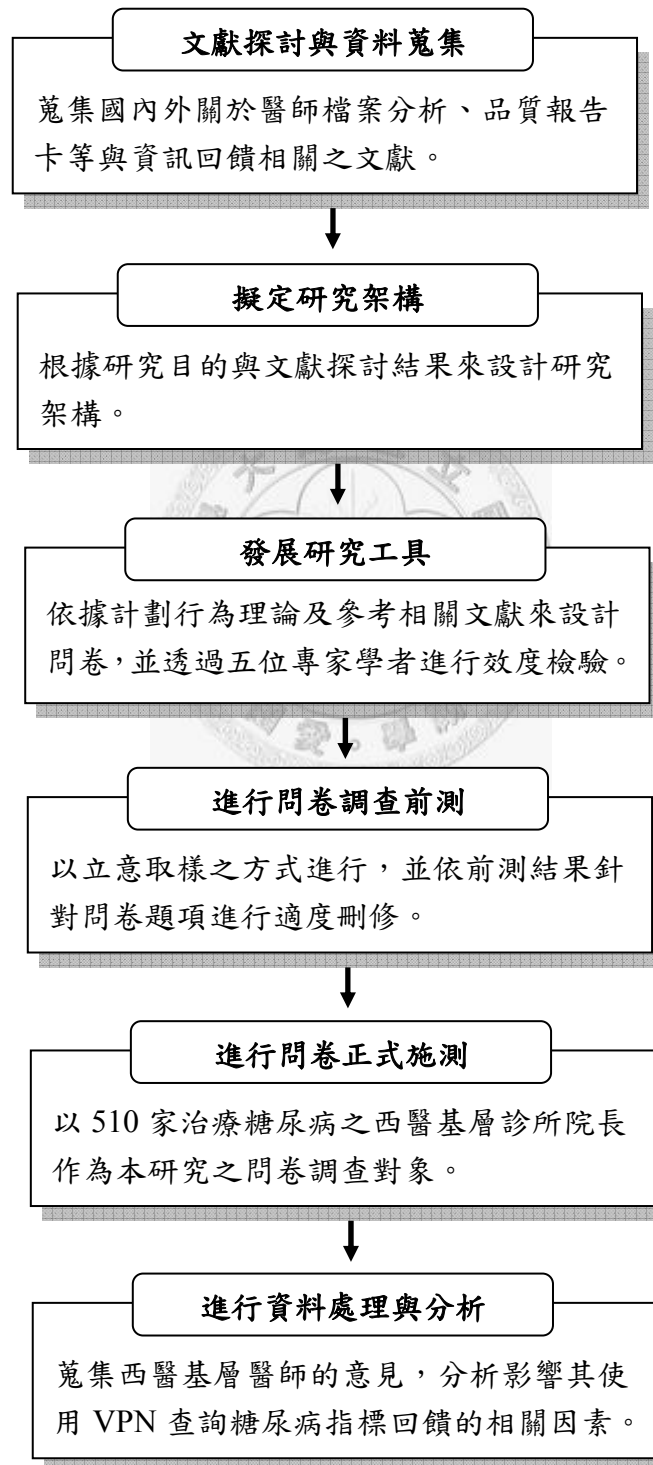 文獻探討與資料蒐集
蒐集國內外關於醫師檔案分析、品質報告
卡等與資訊回饋相關之文獻。
擬定研究架構
根據研究目的與文獻探討結果來設計研究
架構。
發展研究工具
依據計劃行為理論及參考相關文獻來設計
問卷，並透過五位專家學者進行效度檢驗。
進行問卷調查前測
以立意取樣之方式進行，並依前測結果針
對問卷題項進行適度刪修。
進行問卷正式施測
以 510 家治療糖尿病之西醫基層診所院長
作為本研究之問卷調查對象。
進行資料處理與分析
蒐集西醫基層醫師的意見，分析影響其使
用 VPN 查詢糖尿病指標回饋的相關因素。